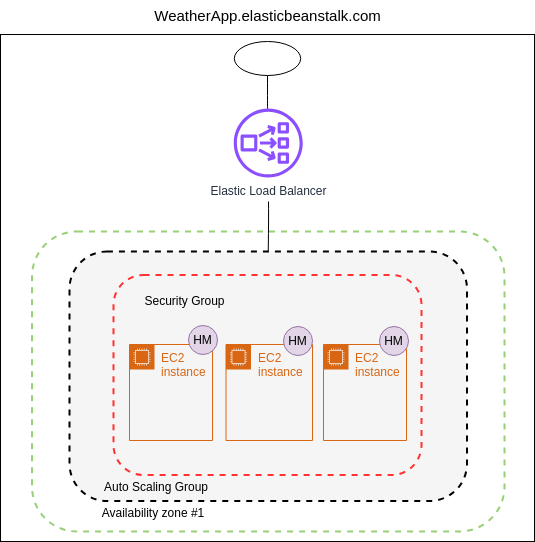 WeatherApp.elasticbeanstalk.com
Elastic Load Balancer
Security Group
HM
HM
HM
EC2
instance
EC2
instance
EC2
instance
Auto Scaling Group
Availability zone #1